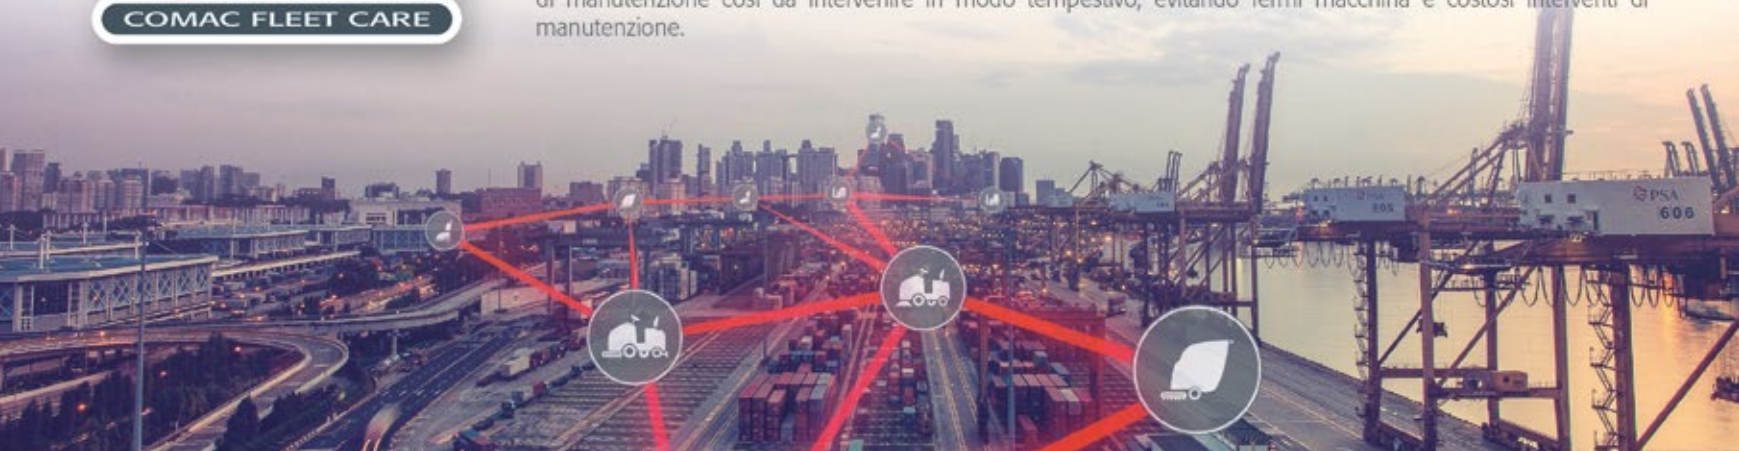 COMAC FLEET CARE
di manutenzione così da intervenire in modo tempestivo, evitando fermi macchina e costosi interventi di
manutenzione.
PSA
606